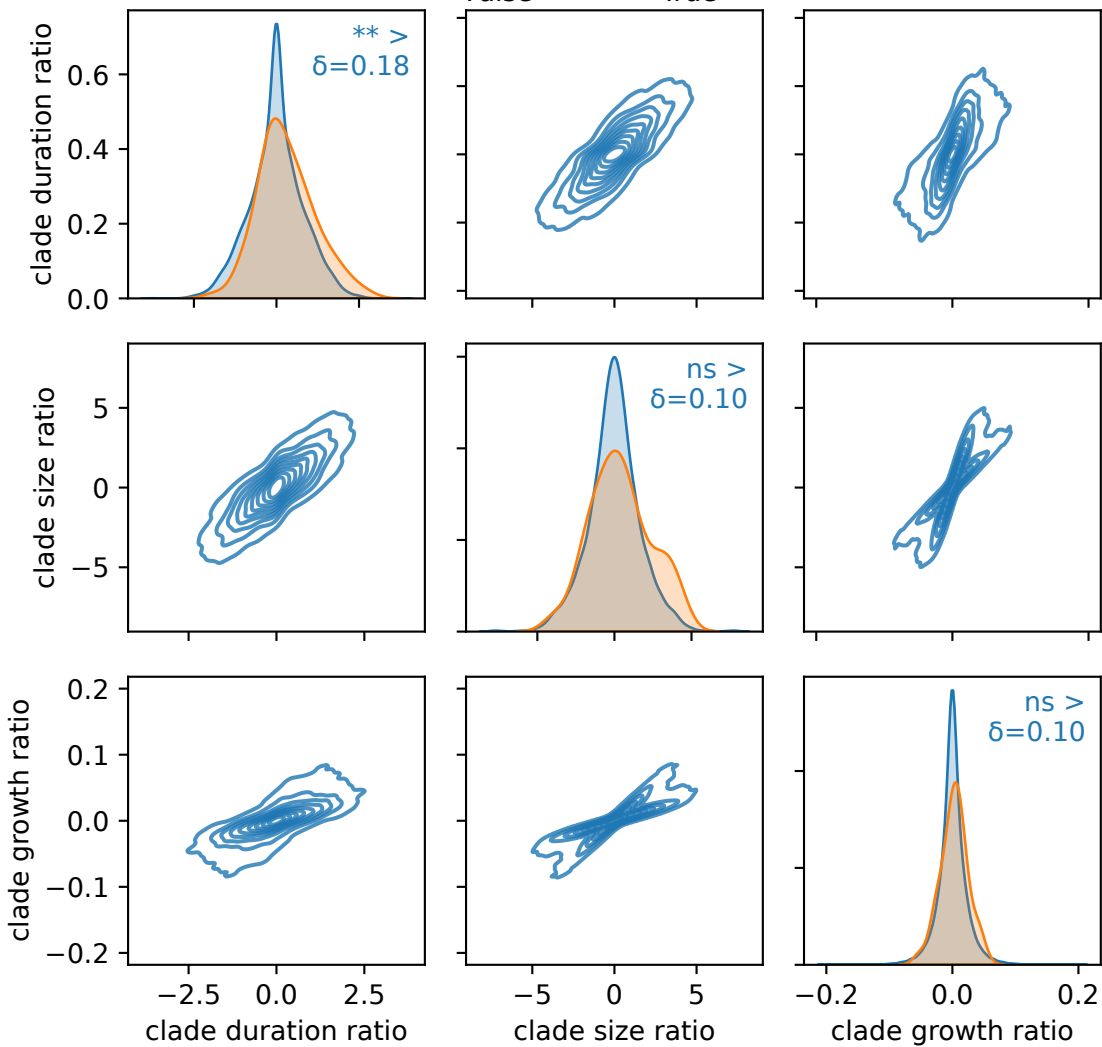 ** >
δ=0.18
clade duration ratio
0.6
0.4
0.2
0.0
ns >
δ=0.10
clade size ratio
5
0
−5
ns >
δ=0.10
clade growth ratio
0.2
0.1
0.0
−0.1
−0.2
−2.5 0.0 2.5 −5 0 5 −0.2 0.0 0.2
clade duration ratio clade size ratio clade growth ratio